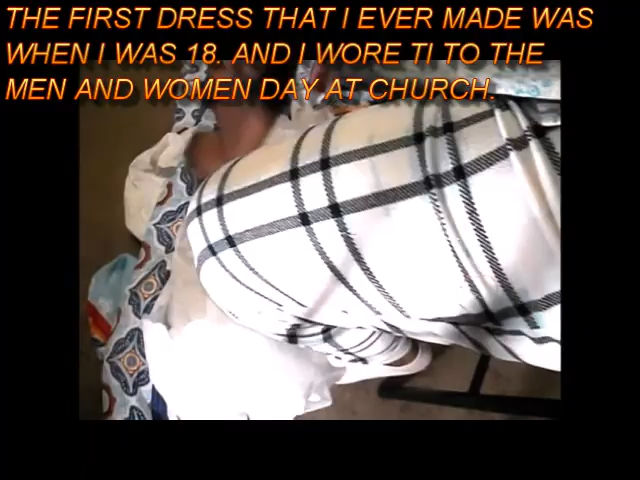 THE FIRST DRESS THAT I EVER MADE WAS
WHEN I WAS 18. AND I WORE TI TO THE
MEN AND WOMEN DAY AT CHURCH.